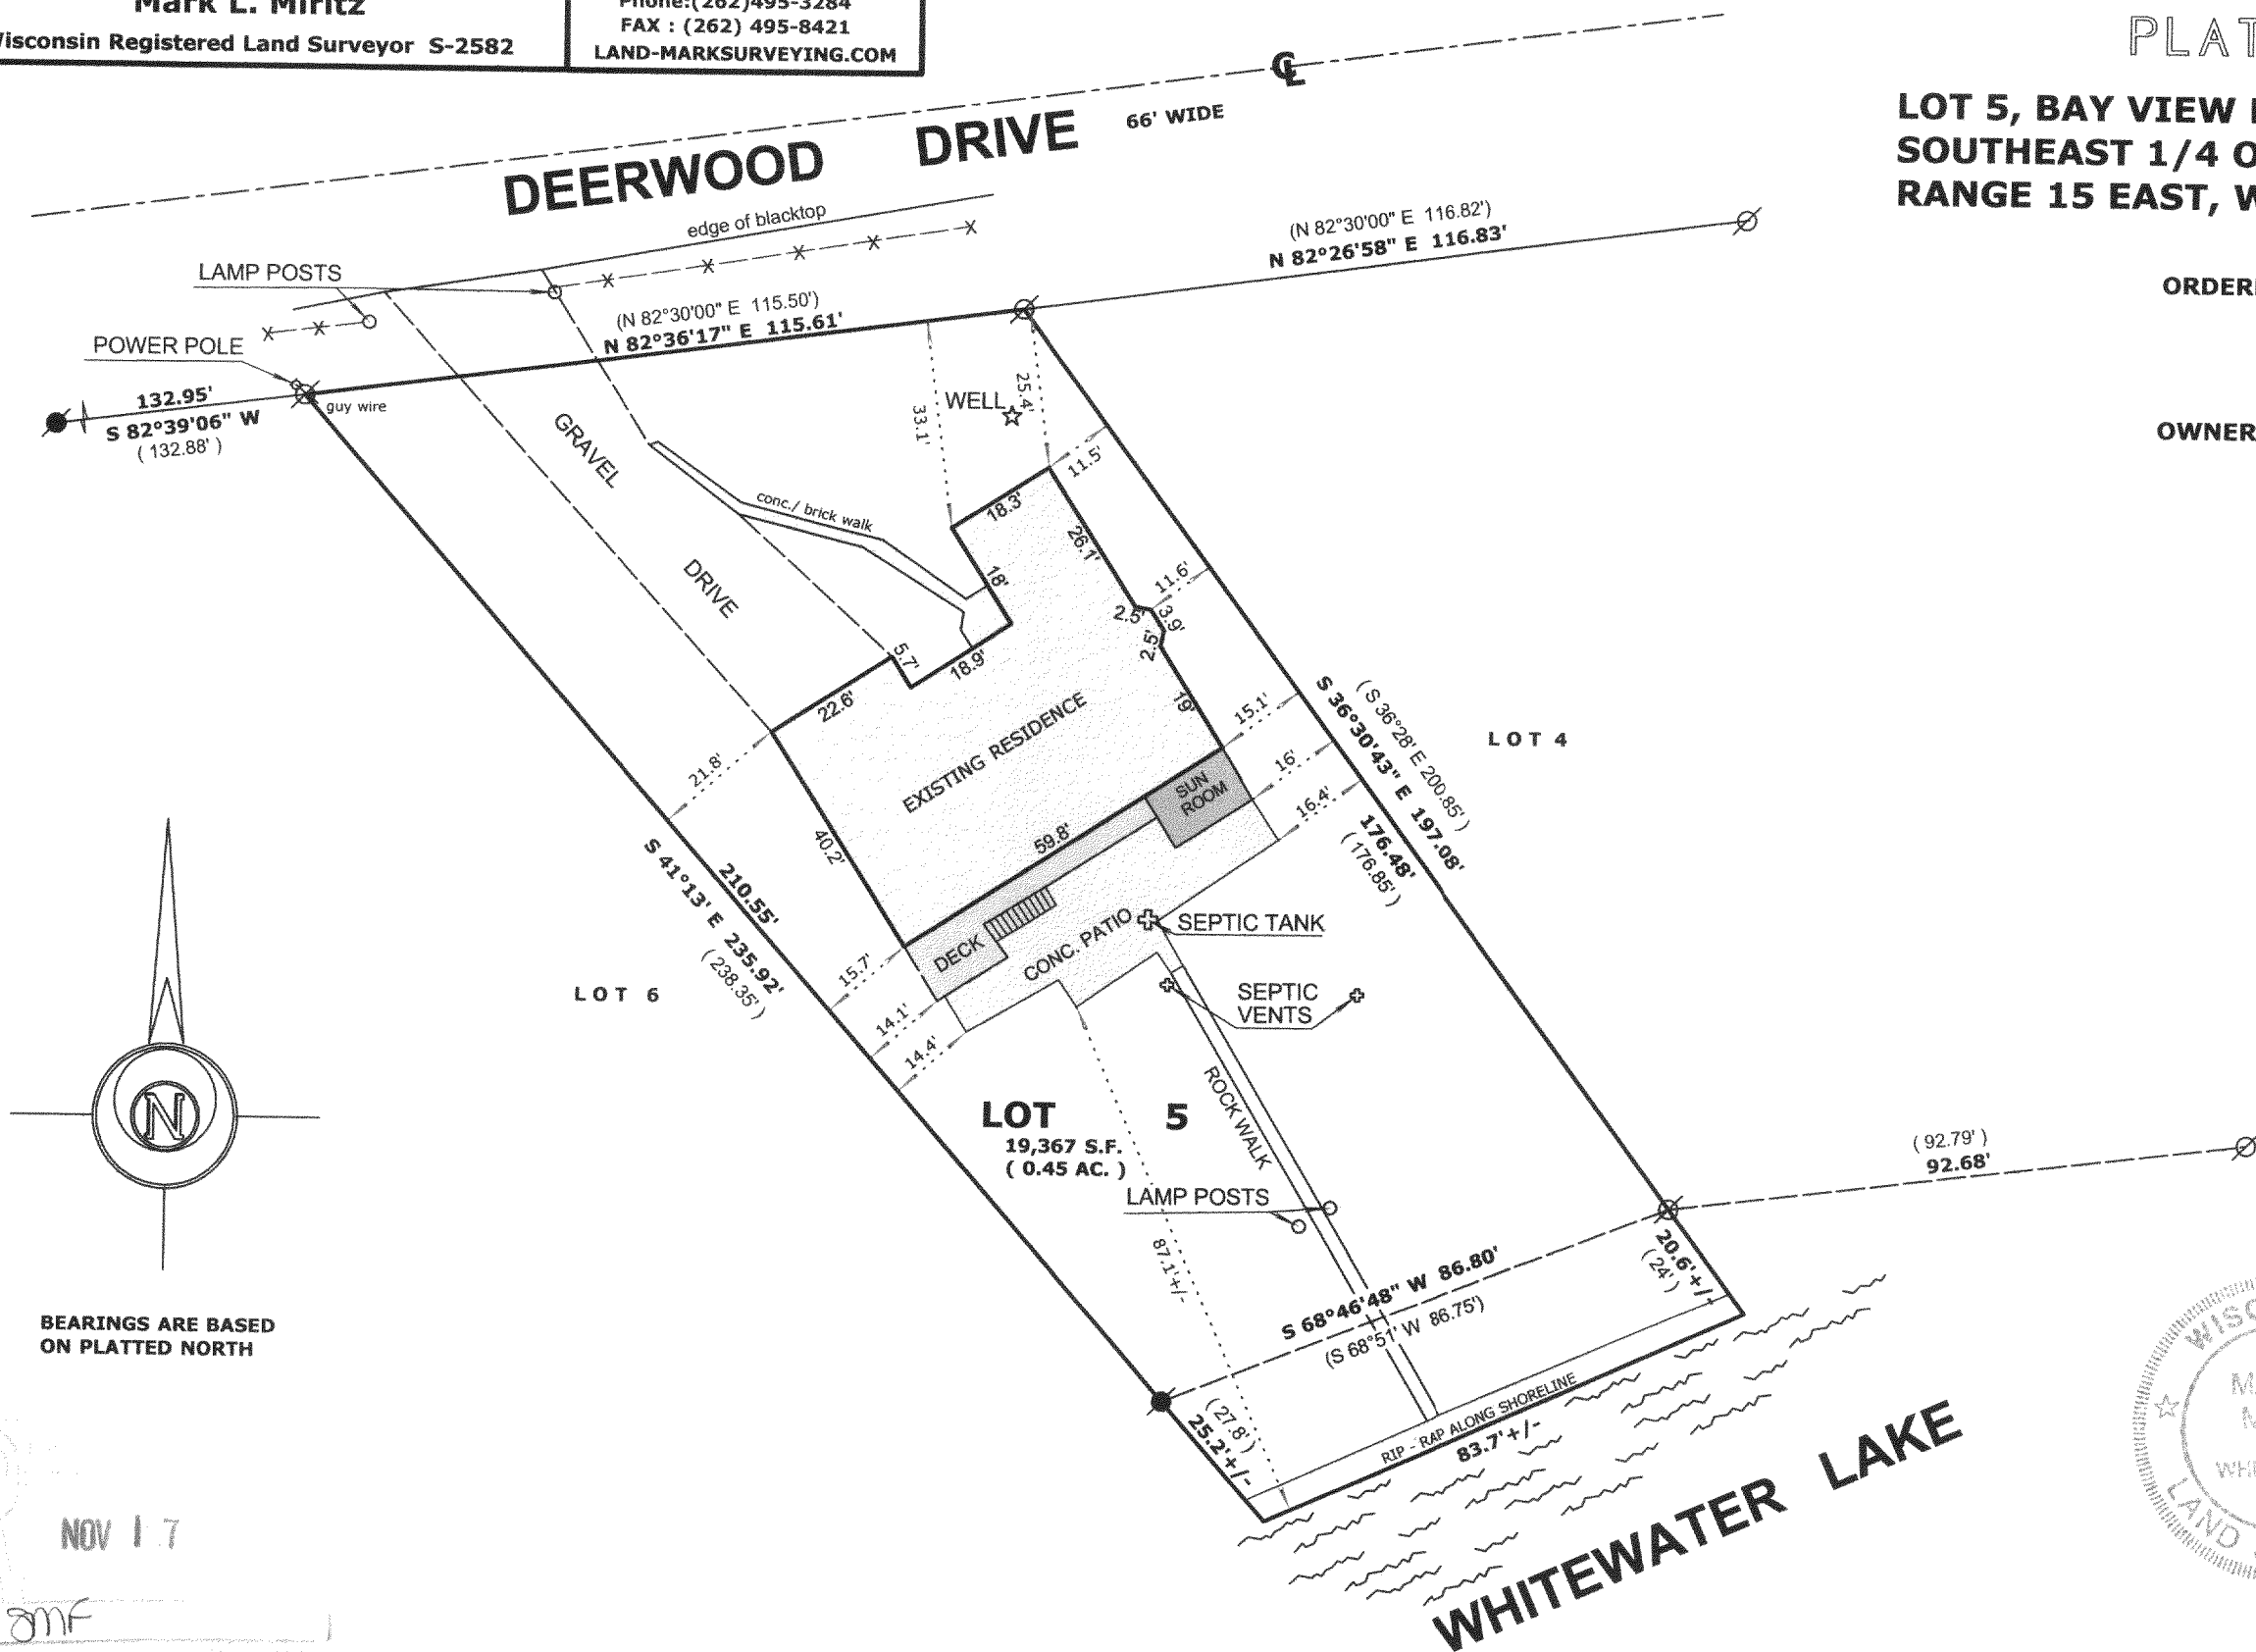 Mark L. Miritz
Wisconsin Registered Land Surveyor S-2582
Phone:(262)495-3284
FAX : (262) 495-8421
LAND-MARKSURVEYING.COM
PLAT
LOT 5, BAY VIEW
SOUTHEAST 1/4
RANGE 15 EAST,
CL
DEERWOOD DRIVE 66' WIDE
edge of blacktop
LAMP POSTS
POWER POLE
guy wire
132.95'
S 82°39'06" W
( 132.88' )
(N 82°30'00" E 115.50')
N 82°36'17" E 115.61'
(N 82°30'00" E 116.82')
N 82°26'58" E 116.83'
OWNER
GRAVEL
DRIVE
conc./ brick walk
WELL
33.1'
25.4'
11.5'
18.3'
26.1'
18'
11.6'
2.5'
3.9'
2.5'
5.7'
18.9'
22.6'
19'
15.1'
21.8'
EXISTING RESIDENCE
SUN
ROOM
16'
16.4'
40.2'
59.8'
( S 36°28' E 200.85' )
S 36°30'43" E 197.08'
176.48'
( 176.85' )
LOT 4
210.55'
S 41°13' E 235.92'
( 238.35' )
LOT 6
DECK
CONC. PATIO
SEPTIC TANK
SEPTIC
VENTS
15.7'
14.1'
14.4'
LOT 5
19,367 S.F.
( 0.45 AC. )
ROCK WALK
LAMP POSTS
87.1'+/-
S 68°46'48" W 86.80'
(S 68°51' W 86.75')
( 92.79' )
92.68'
20.6'+/-
( 24' )
( 27.8' )
25.2'+/-
RIP - RAP ALONG SHORELINE
83.7'+/-
WHITEWATER LAKE
N
BEARINGS ARE BASED
ON PLATTED NORTH
NOV 17
LAND